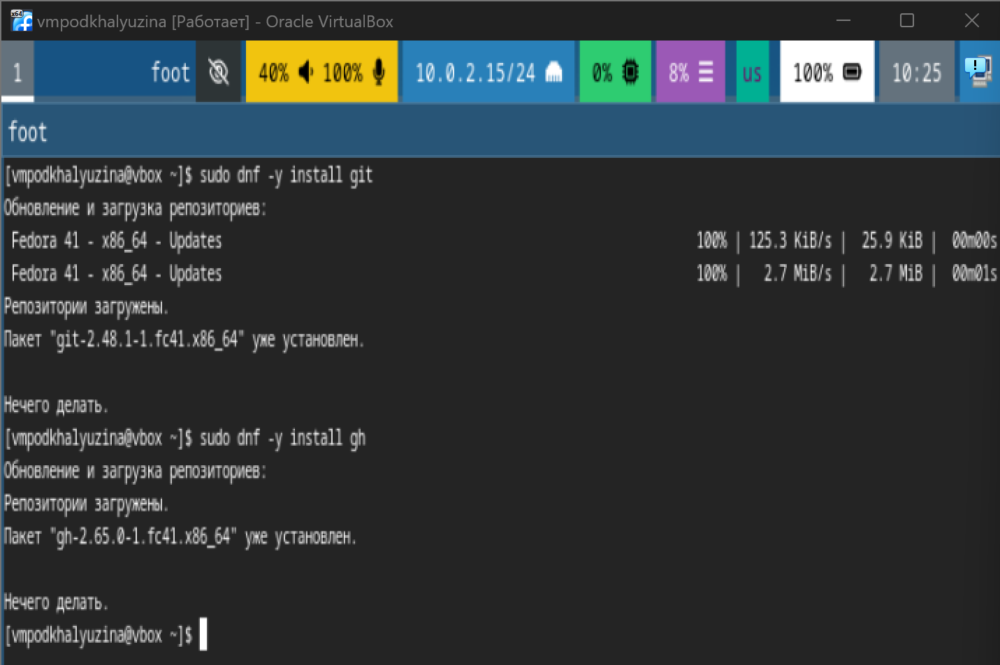 x64
vmpodkhalyuzina [Работает] - Oracle VirtualBox
1 foot 40% 100% 10.0.2.15/24 0% 8% us 100% 10:25
foot
[vmpodkhalyuzina@vbox ~]$ sudo dnf -y install git
Обновление и загрузка репозиториев:
Fedora 41 - x86_64 - Updates 100% | 125.3 KiB/s | 25.9 KiB | 00m00s
Fedora 41 - x86_64 - Updates 100% | 2.7 MiB/s | 2.7 MiB | 00m01s
Репозитории загружены.
Пакет "git-2.48.1-1.fc41.x86_64" уже установлен.
Нечего делать.
[vmpodkhalyuzina@vbox ~]$ sudo dnf -y install gh
Обновление и загрузка репозиториев:
Репозитории загружены.
Пакет "gh-2.65.0-1.fc41.x86_64" уже установлен.
Нечего делать.
[vmpodkhalyuzina@vbox ~]$